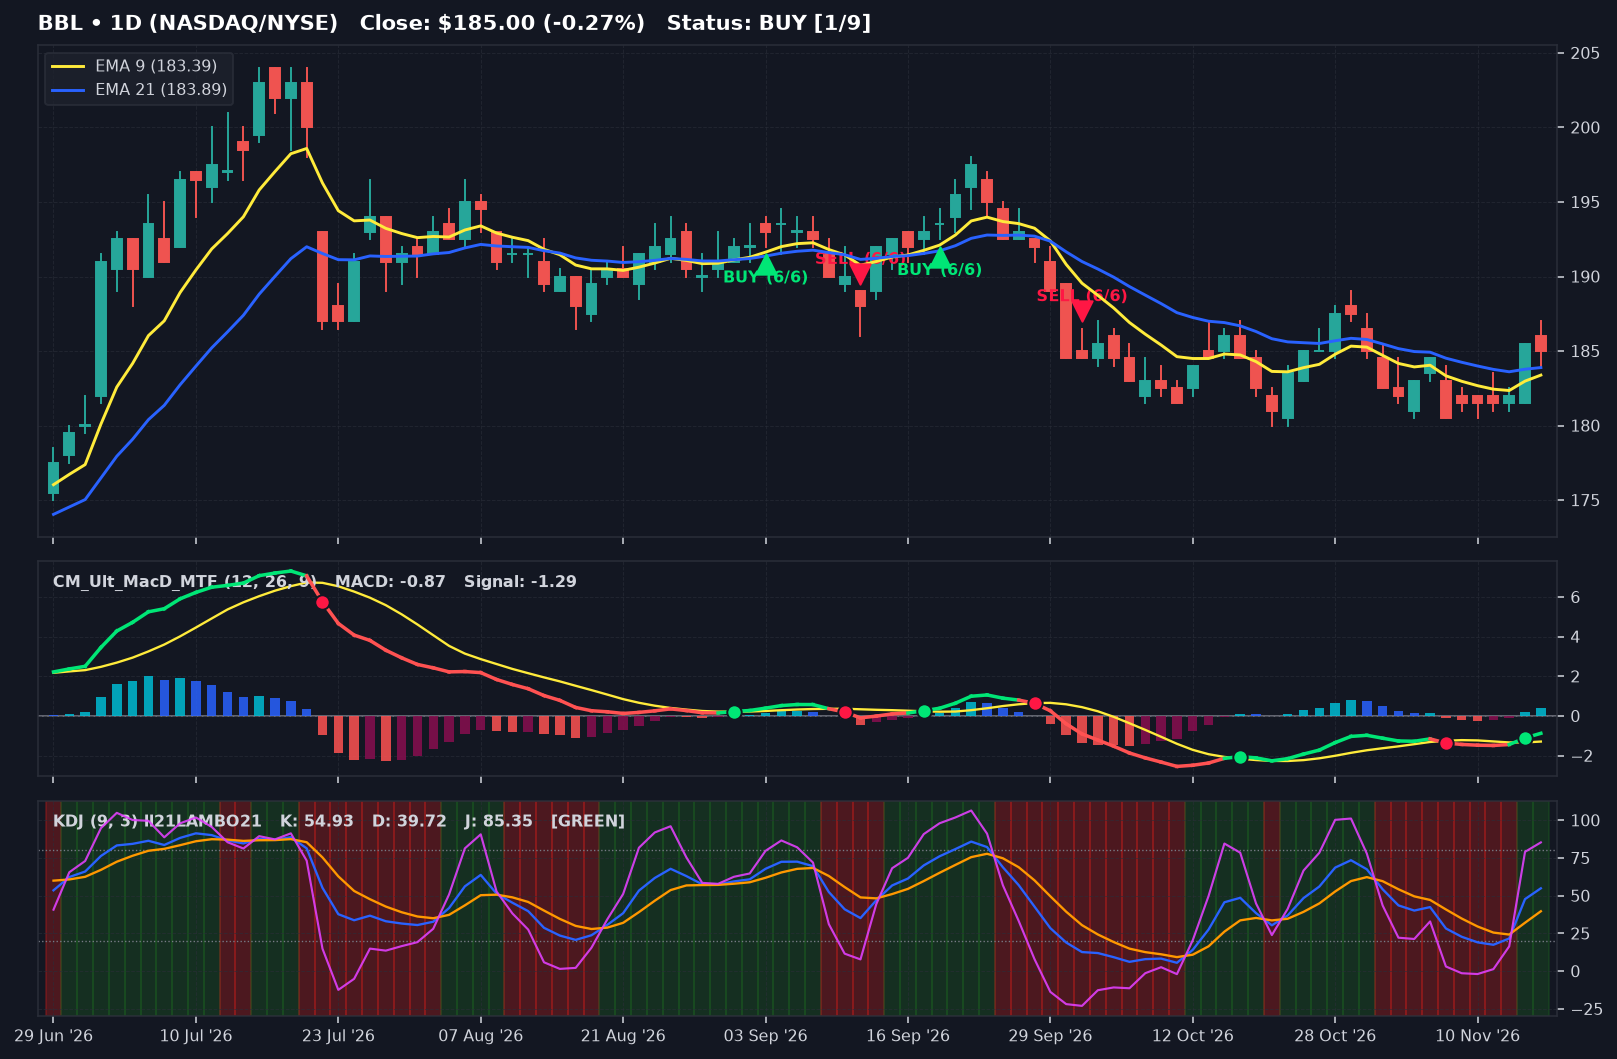 BBL • 1D (NASDAQ/NYSE)   Close: $185.00 (-0.27%)   Status: BUY [1/9]
EMA 9 (183.39)
EMA 21 (183.89)
205
200
195
190
185
180
175
BUY (6/6)
SELL (6/6)
BUY (6/6)
SELL (6/6)
CM_Ult_MacD_MTF (12, 26, 9)   MACD: -0.87   Signal: -1.29
6
4
2
0
−2
KDJ (9, 3) II21LAMBO21   K: 54.93   D: 39.72   J: 85.35   [GREEN]
100
75
50
25
0
−25
29 Jun '26
10 Jul '26
23 Jul '26
07 Aug '26
21 Aug '26
03 Sep '26
16 Sep '26
29 Sep '26
12 Oct '26
28 Oct '26
10 Nov '26